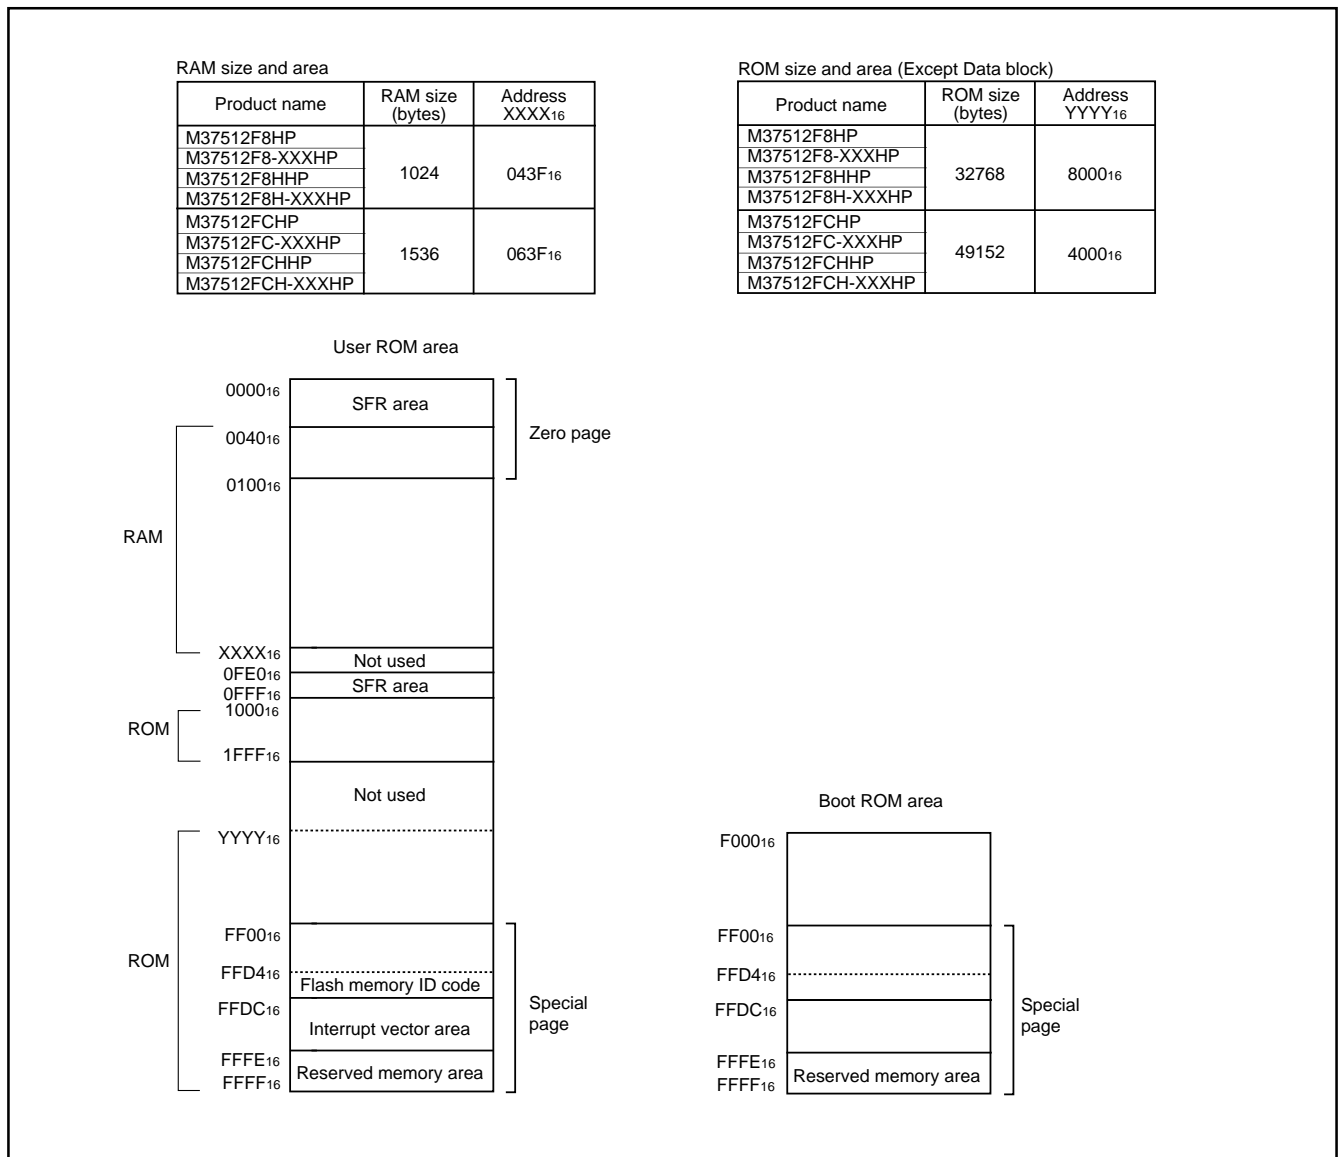 RAM size and area
Product name RAM size (bytes) Address XXXX16
M37512F8HP
M37512F8-XXXHP
M37512F8HHP
M37512F8H-XXXHP
1024 043F16
M37512FCHP
M37512FC-XXXHP
M37512FCHHP
M37512FCH-XXXHP
1536 063F16
ROM size and area (Except Data block)
Product name ROM size (bytes) Address YYYY16
M37512F8HP
M37512F8-XXXHP
M37512F8HHP
M37512F8H-XXXHP
32768 800016
M37512FCHP
M37512FC-XXXHP
M37512FCHHP
M37512FCH-XXXHP
49152 400016
User ROM area
000016
SFR area
Zero page
004016
010016
RAM
XXXX16
Not used
0FE016
SFR area
0FFF16
100016
ROM
1FFF16
Not used
YYYY16
FF0016
ROM
FFD416
Flash memory ID code
FFDC16
Special
page
Interrupt vector area
FFFE16
Reserved memory area
FFFF16
Boot ROM area
F00016
FF0016
FFD416
FFDC16
Special
page
FFFE16
Reserved memory area
FFFF16